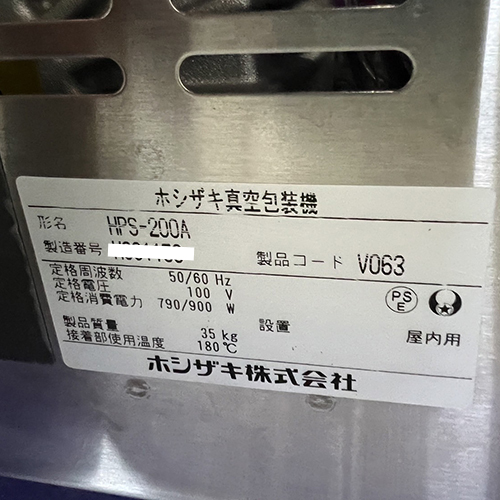 ホシザキ真空包装機
形名 HPS-200A
製造番号
製品コード V063
定格周波数 50/60 Hz
定格電圧 100 V
定格消費電力 790/900 W
PS
E
製品質量 35 kg 設置 屋内用
接着部使用温度 180℃
ホシザキ株式会社